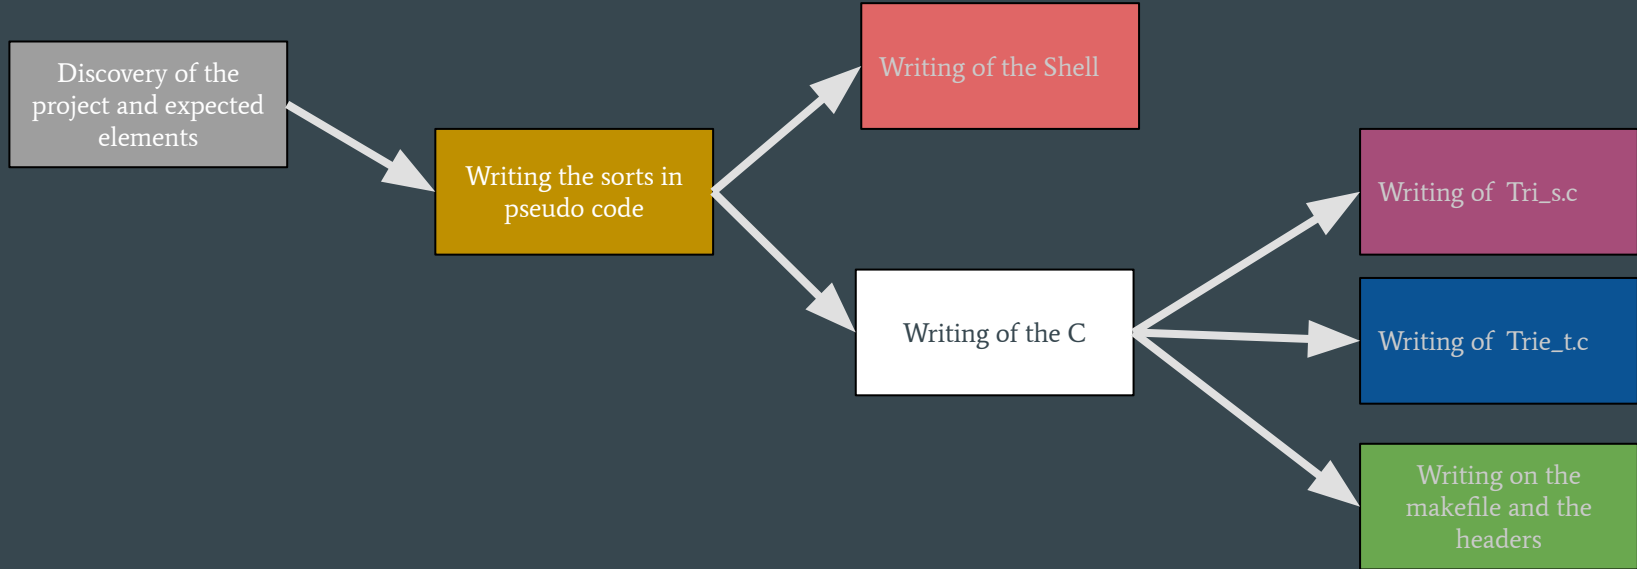 Discovery of the
project and expected
elements
Writing the sorts in
pseudo code
Writing of the Shell
Writing of the C
Writing of  Tri_s.c
Writing of  Trie_t.c
Writing on the
makefile and the
headers